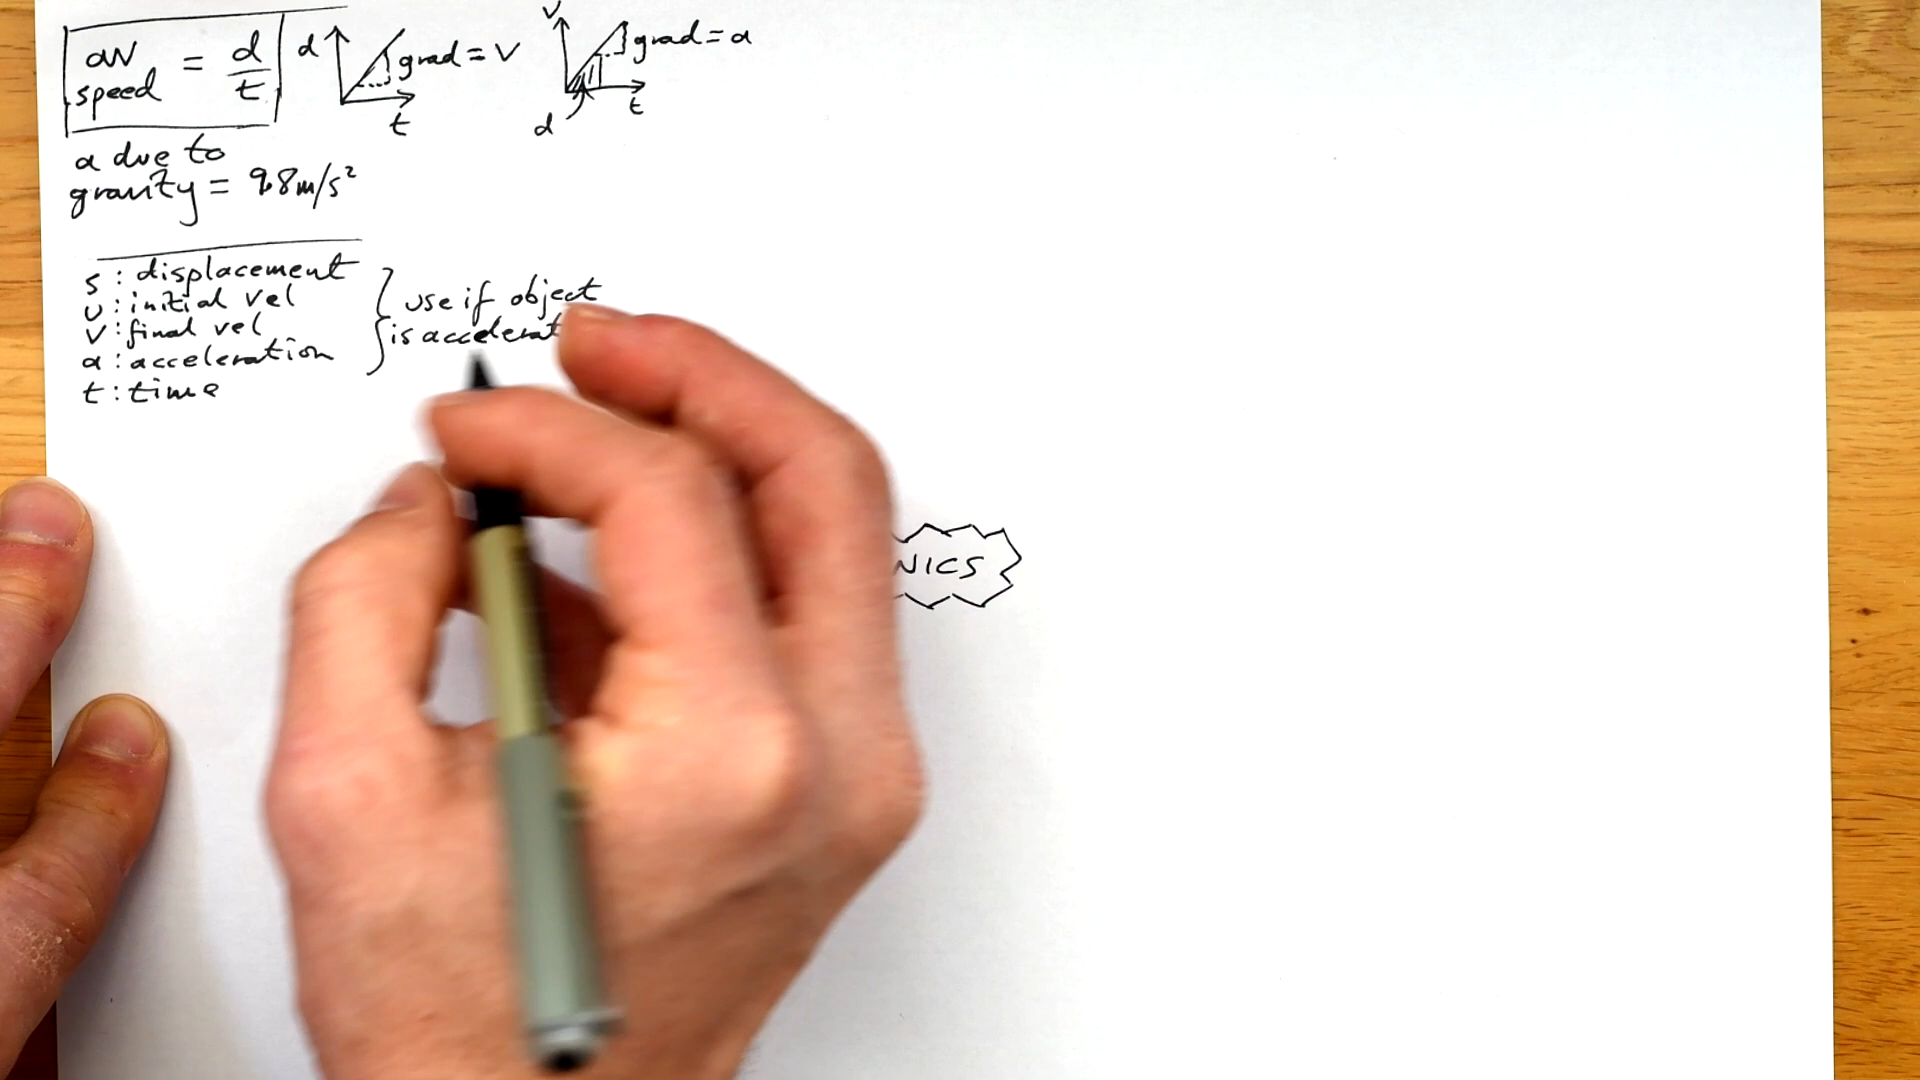 av speed = d/t
d
grad = v
t
v
grad = a
t
d
a due to
gravity = 9.8m/s²
s : displacement
u : initial vel
v : final vel
a : acceleration
t : time
use if object
is accelerat
NICS